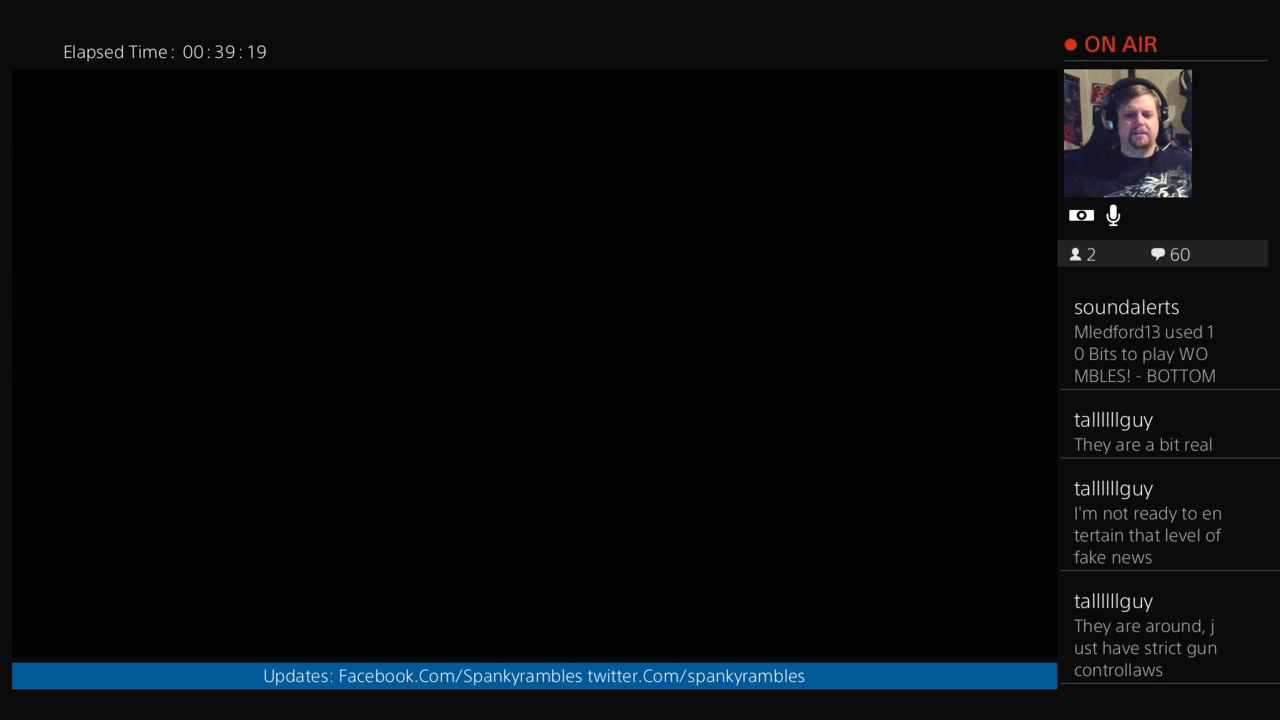 Elapsed Time: 00:39:19
ON AIR
2 60
soundalerts
Mledford13 used 1
0 Bits to play WO
MBLES! - BOTTOM
tallllllguy
They are a bit real
tallllllguy
I'm not ready to en
tertain that level of
fake news
tallllllguy
They are around, j
ust have strict gun
controllaws
Updates: Facebook.Com/Spankyrambles twitter.Com/spankyrambles